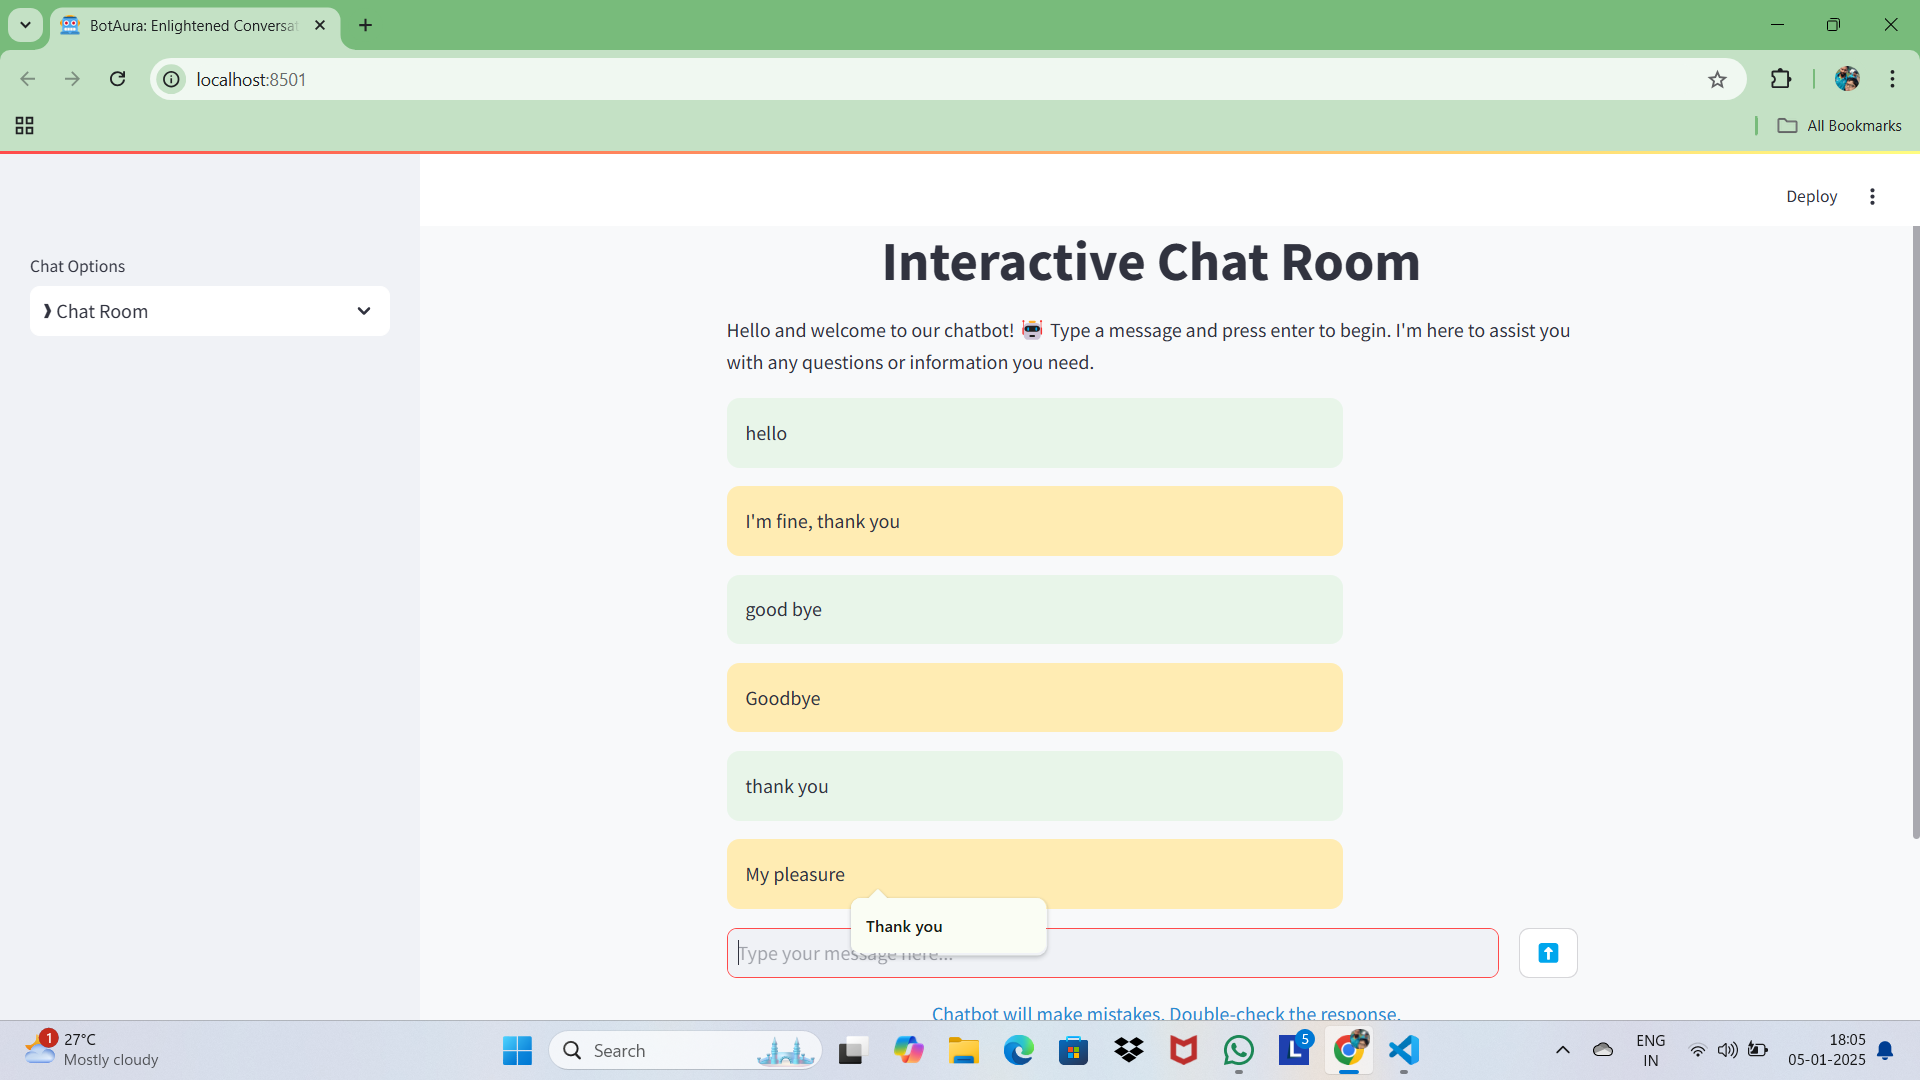 BotAura: Enlightened Conversat
localhost:8501
All Bookmarks
Deploy
Chat Options
❱ Chat Room
Interactive Chat Room
Hello and welcome to our chatbot! 🤖 Type a message and press enter to begin. I'm here to assist you
with any questions or information you need.
hello
I'm fine, thank you
good bye
Goodbye
thank you
My pleasure
Thank you
Type your message here...
Chatbot will make mistakes. Double-check the response.
1
27°C
Mostly cloudy
Search
L
5
ENG
IN
18:05
05-01-2025